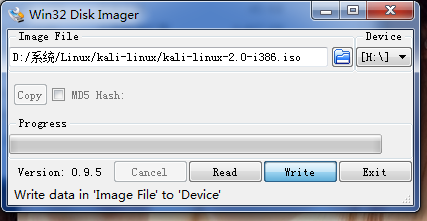 Win32 Disk Imager
Image File
Device
D:/系统/Linux/kali-linux/kali-linux-2.0-i386.iso
[H:\]
Copy
MD5 Hash:
Progress
Version: 0.9.5
Cancel
Read
Write
Exit
Write data in 'Image File' to 'Device'